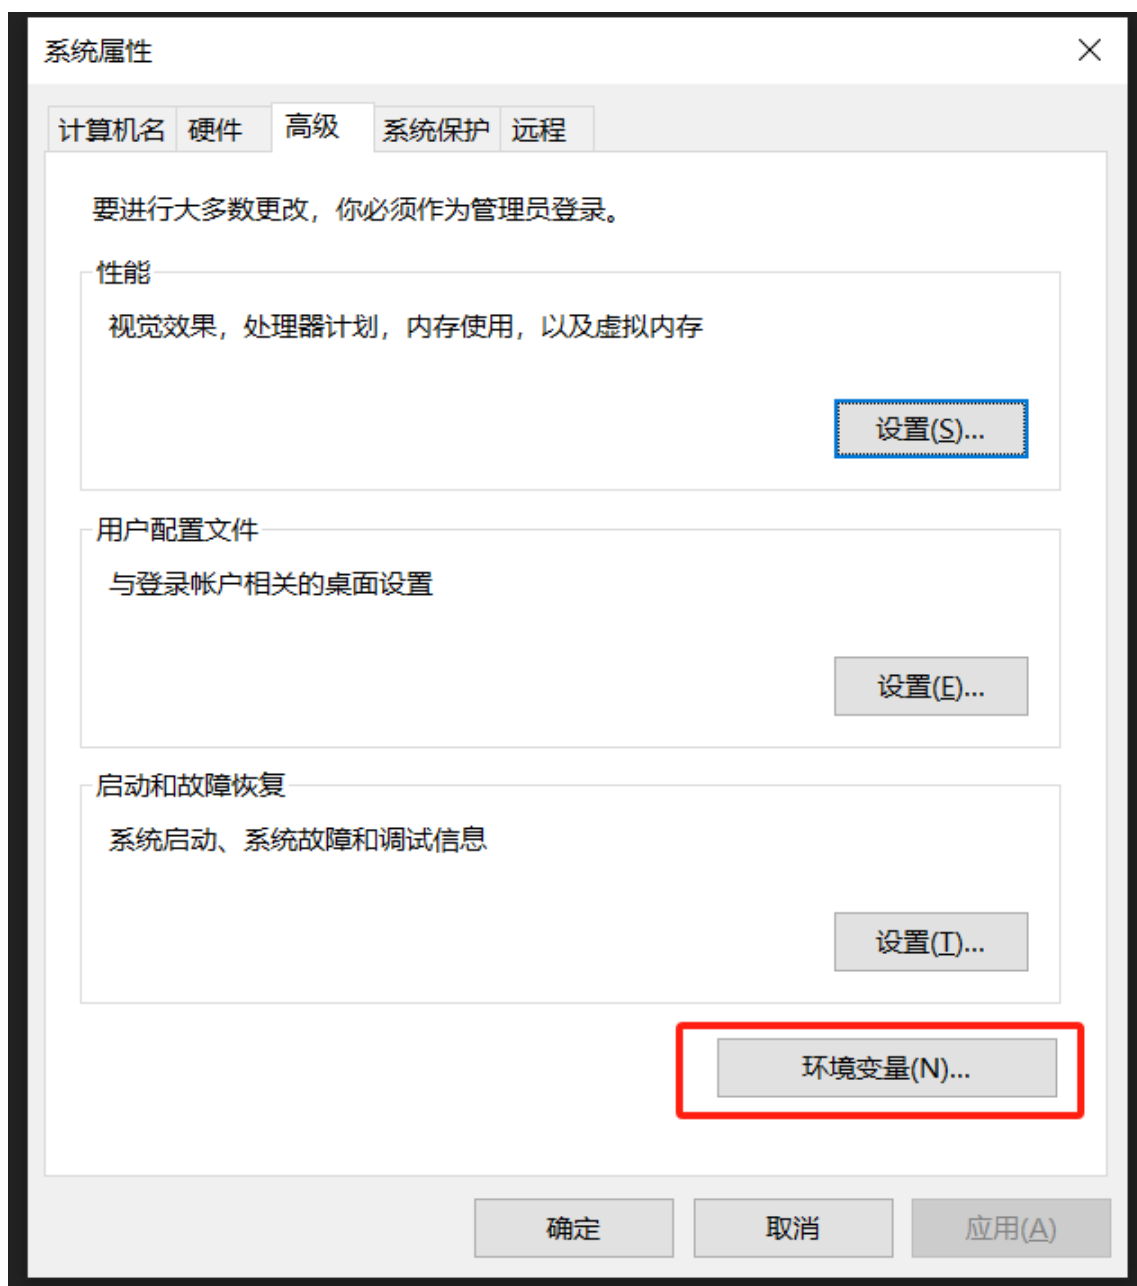 系统属性
计算机名 硬件 高级 系统保护 远程
要进行大多数更改，你必须作为管理员登录。
性能
视觉效果，处理器计划，内存使用，以及虚拟内存
设置(S)...
用户配置文件
与登录帐户相关的桌面设置
设置(E)...
启动和故障恢复
系统启动、系统故障和调试信息
设置(T)...
环境变量(N)...
确定 取消 应用(A)